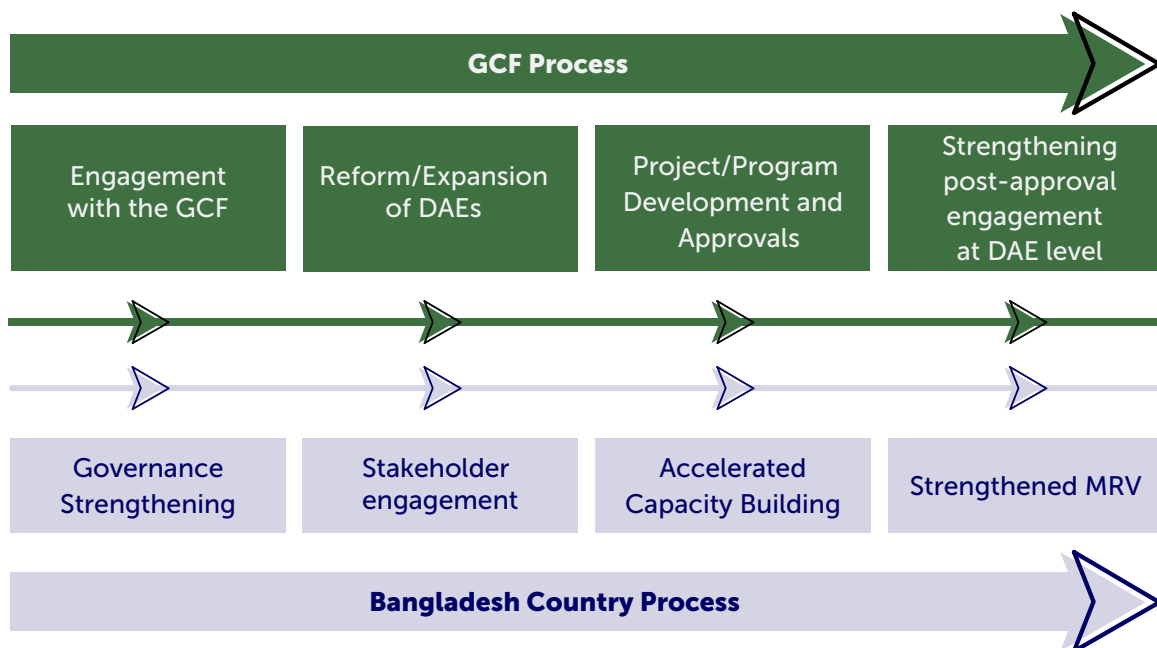 GCF Process
Engagement
with the GCF
Reform/Expansion
of DAEs
Project/Program
Development and
Approvals
Strengthening
post-approval
engagement
at DAE level
Governance
Strengthening
Stakeholder
engagement
Accelerated
Capacity Building
Strengthened MRV
Bangladesh Country Process